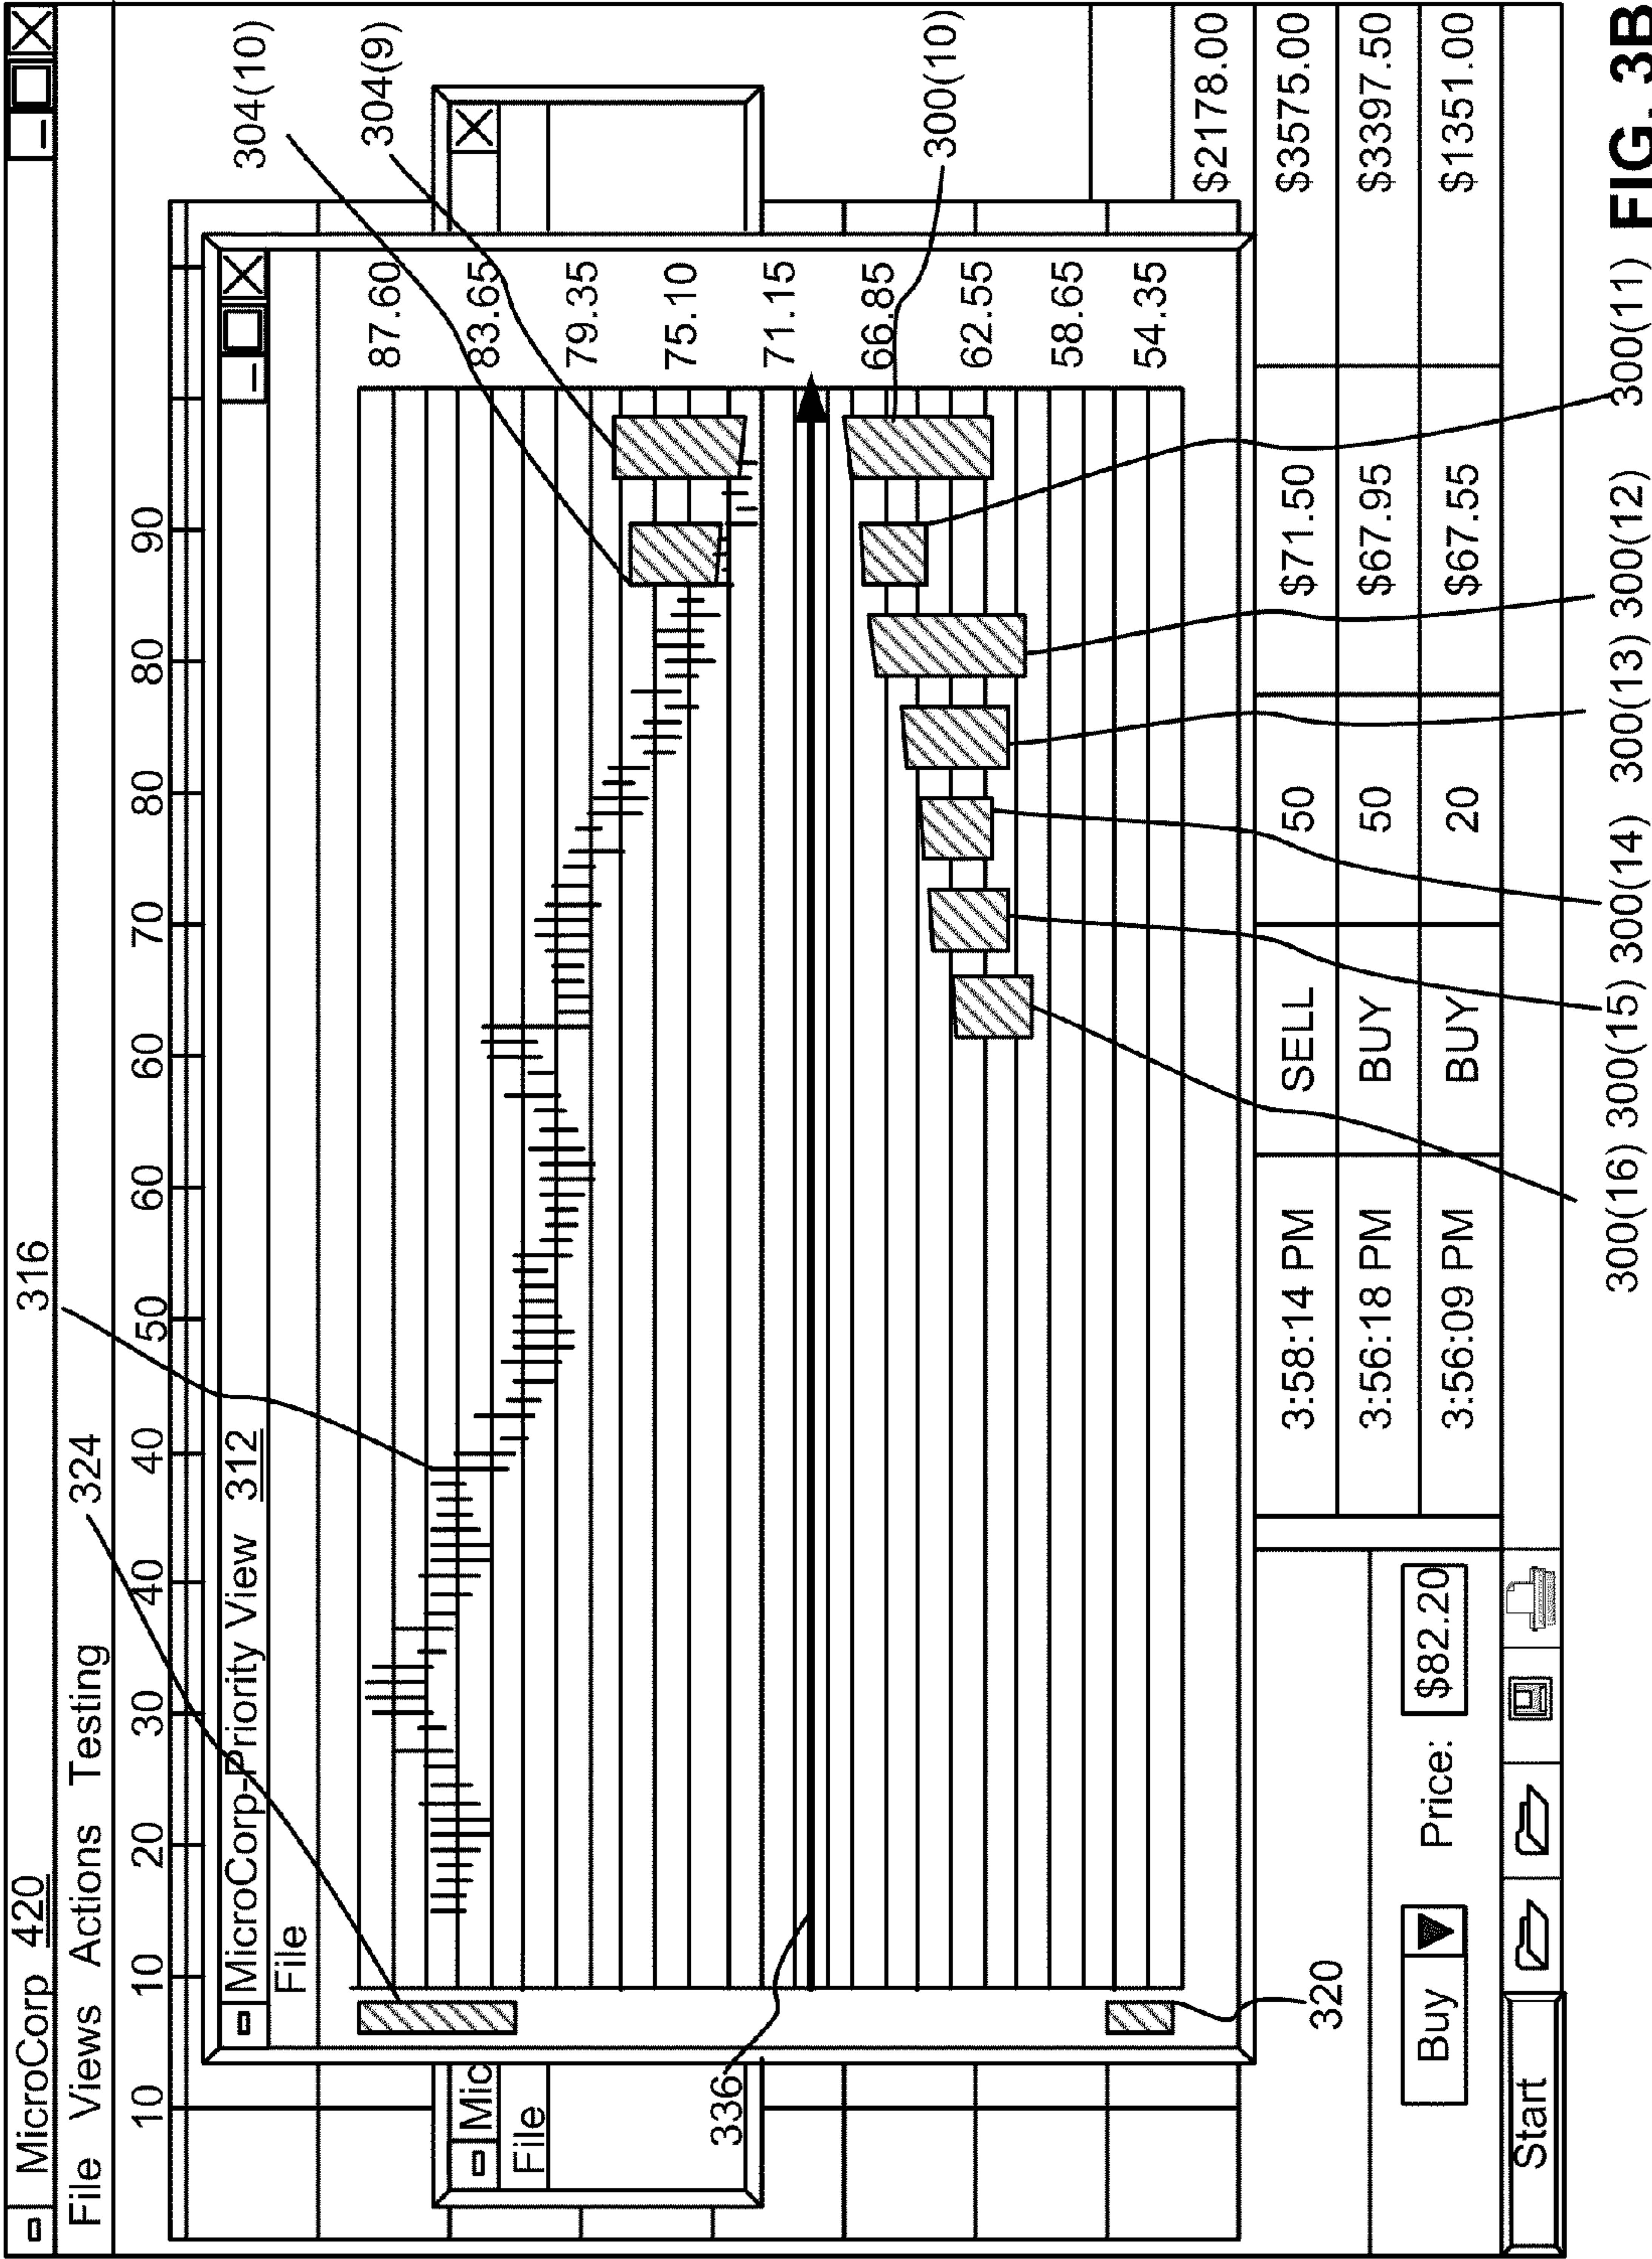 MicroCorp 420
316
File Views Actions Testing
324
10 10 20 30 40 40 50 60 60 70 80 80 90
MicroCorp-Priority View 312
File
304(10)
304(9)
87.60
83.65
79.35
75.10
71.15
66.85
62.55
58.65
54.35
Mic
File
336
300(10)
320
$2178.00
3:58:14 PM SELL 50 $71.50 $3575.00
3:56:18 PM BUY 50 $67.95 $3397.50
3:56:09 PM BUY 20 $67.55 $1351.00
Buy Price: $82.20
Start
300(16) 300(15) 300(14) 300(13) 300(12) 300(11)
FIG. 3B